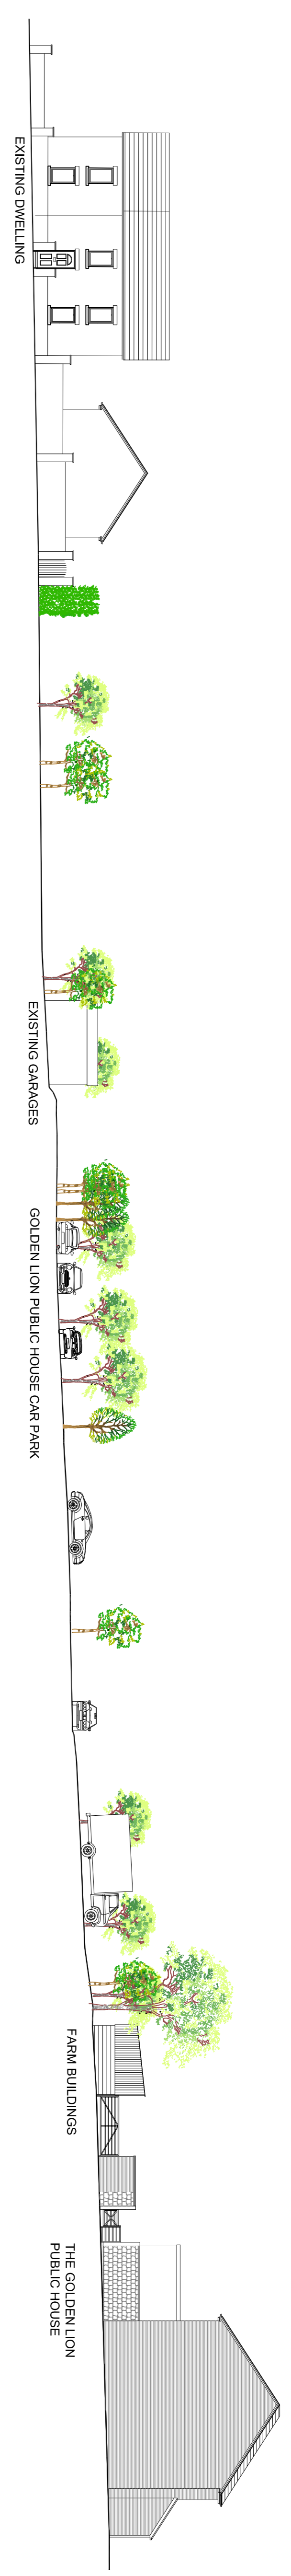 EXISTING DWELLING
EXISTING GARAGES
GOLDEN LION PUBLIC HOUSE CAR PARK
FARM BUILDINGS
THE GOLDEN LION
PUBLIC HOUSE